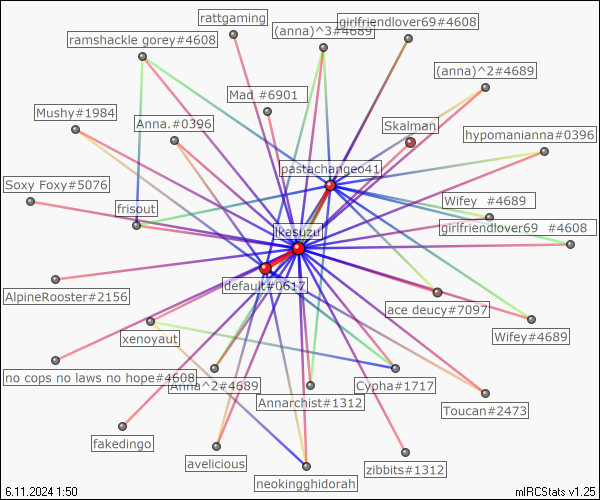 rattgaming
girlfriendlover69#4608
(anna)^3#4689
ramshackle gorey#4608
(anna)^2#4689
Mad #6901
Mushy#1984
Anna.#0396
Skalman
hypomanianna#0396
pastachangeo41
Soxy Foxy#5076
frisout
Wifey #4689
ikasuzu
girlfriendlover69 #4608
default#0617
AlpineRooster#2156
ace deucy#7097
xenoyaut
Wifey#4689
no cops no laws no hope#4608
Anna^2#4689
Cypha#1717
Annarchist#1312
Toucan#2473
fakedingo
avelicious
zibbits#1312
neokingghidorah
6.11.2024 1:50
mIRCStats v1.25